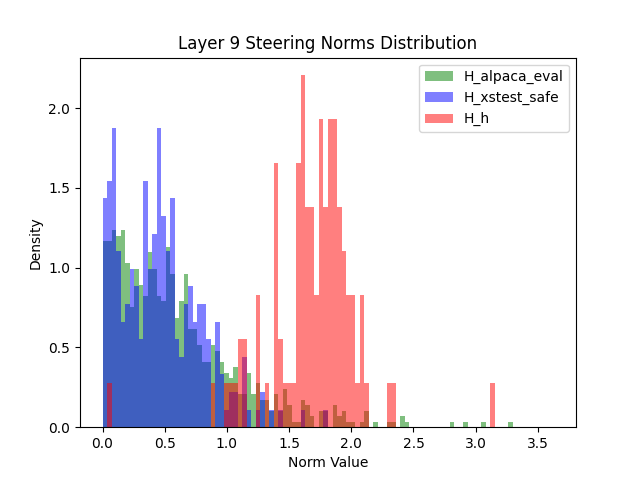 Layer 9 Steering Norms Distribution
H_alpaca_eval
H_xstest_safe
H_h
Density
2.0
1.5
1.0
0.5
0.0
0.0 0.5 1.0 1.5 2.0 2.5 3.0 3.5
Norm Value